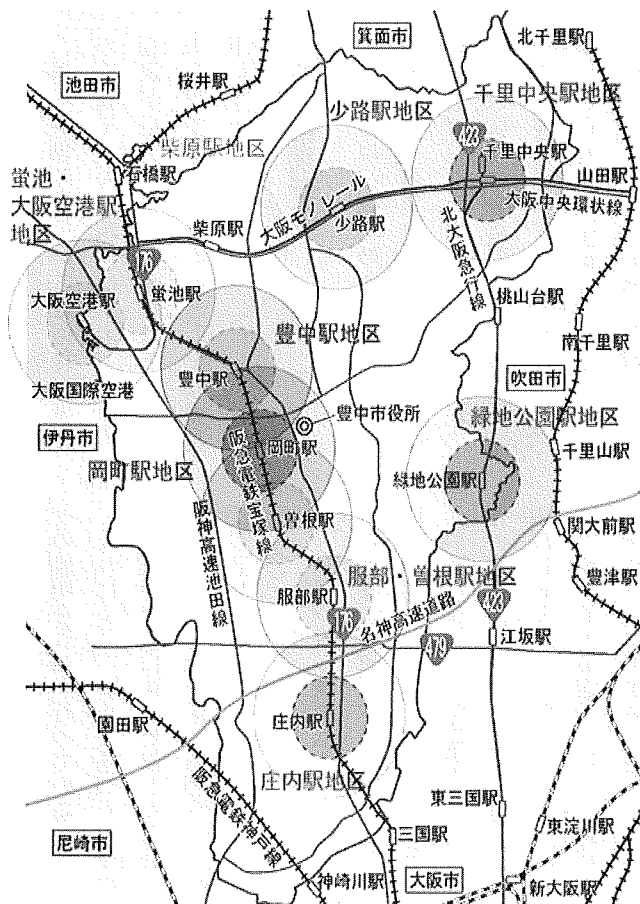 箕面市
北千里駅
池田市
桜井駅
千里中央駅地区
少路駅地区
423
柴原駅地区
千里中央駅
石橋駅
山田駅
蛍池・
大阪空港駅
地区
大阪モノレール
大阪中央環状線
柴原駅
少路駅
北大阪急行線
176
大阪空港駅
蛍池駅
桃山台駅
豊中駅地区
南千里駅
豊中駅
大阪国際空港
吹田市
豊中市役所
緑地公園駅地区
伊丹市
岡町駅
岡町駅地区
千里山駅
阪急電鉄宝塚線
緑地公園駅
阪神高速池田線
曽根駅
関大前駅
服部・曽根駅地区
豊津駅
服部駅
名神高速道路
423
176
479
江坂駅
庄内駅
園田駅
庄内駅地区
阪急電鉄神戸線
東三国駅
尼崎市
三国駅
東淀川駅
神崎川駅
大阪市
新大阪駅